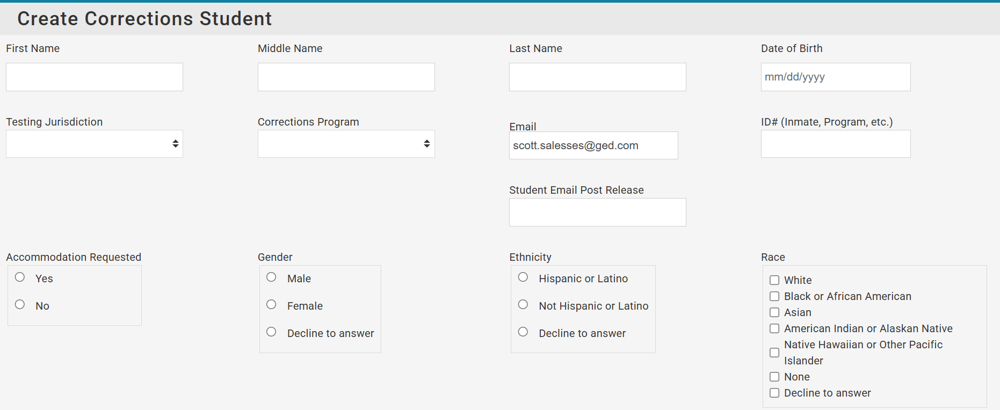 Create Corrections Student
First Name
Middle Name
Last Name
Date of Birth
mm/dd/yyyy
Testing Jurisdiction
Corrections Program
Email
ID# (Inmate, Program, etc.)
scott.salesses@ged.com
Student Email Post Release
Accommodation Requested
Yes
No
Gender
Male
Female
Decline to answer
Ethnicity
Hispanic or Latino
Not Hispanic or Latino
Decline to answer
Race
White
Black or African American
Asian
American Indian or Alaskan Native
Native Hawaiian or Other Pacific
Islander
None
Decline to answer